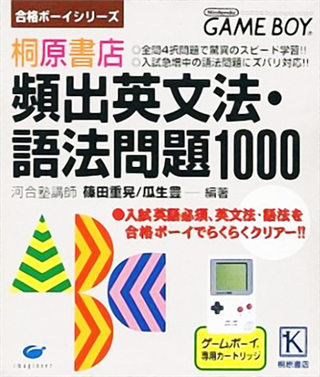 合格ボーイシリーズ
Nintendo
GAME BOY®
桐原書店
○全問4択問題で驚異のスピード学習!!
○入試急増中の語法問題にズバリ対応!!
頻出英文法・
語法問題1000
河合塾講師 篠田重晃/瓜生豊―編著
●入試英語必須、英文法・語法を
合格ボーイでらくらくクリアー!!
ゲームボーイ®
専用カートリッジ
K
桐原書店
imagineer